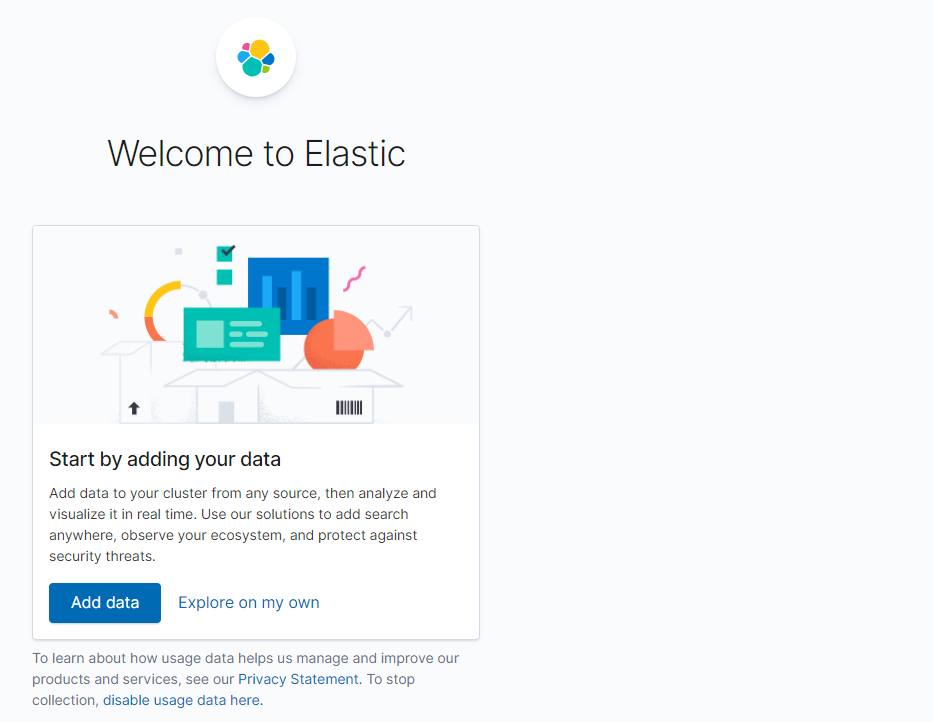 Welcome to Elastic
Start by adding your data
Add data to your cluster from any source, then analyze and
visualize it in real time. Use our solutions to add search
anywhere, observe your ecosystem, and protect against
security threats.
Add data Explore on my own
To learn about how usage data helps us manage and improve our
products and services, see our Privacy Statement. To stop
collection, disable usage data here.